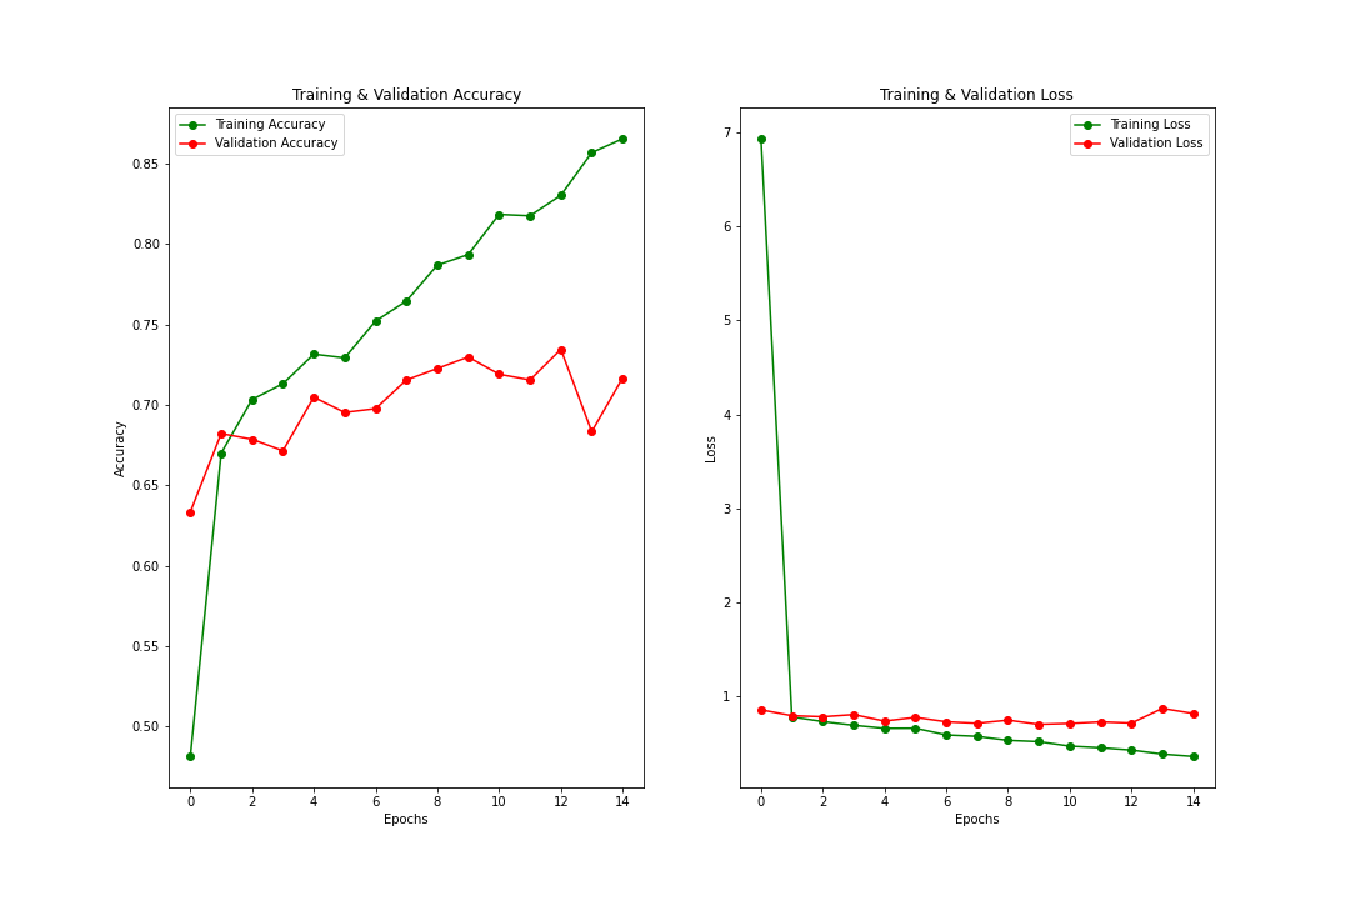 Training & Validation Accuracy
Training Accuracy
Validation Accuracy
Accuracy
0.85
0.80
0.75
0.70
0.65
0.60
0.55
0.50
0 2 4 6 8 10 12 14
Epochs
Training & Validation Loss
Training Loss
Validation Loss
Loss
7
6
5
4
3
2
1
0 2 4 6 8 10 12 14
Epochs